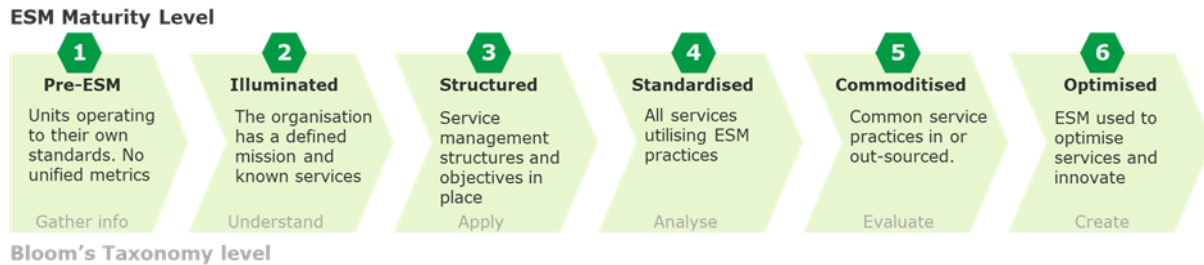 ESM Maturity Level
1
Pre-ESM
Units operating
to their own
standards. No
unified metrics
Gather info
2
Illuminated
The organisation
has a defined
mission and
known services
Understand
3
Structured
Service
management
structures and
objectives in
place
Apply
4
Standardised
All services
utilising ESM
practices
Analyse
5
Commoditised
Common service
practices in or
out-sourced.
Evaluate
6
Optimised
ESM used to
optimise
services and
innovate
Create
Bloom's Taxonomy level